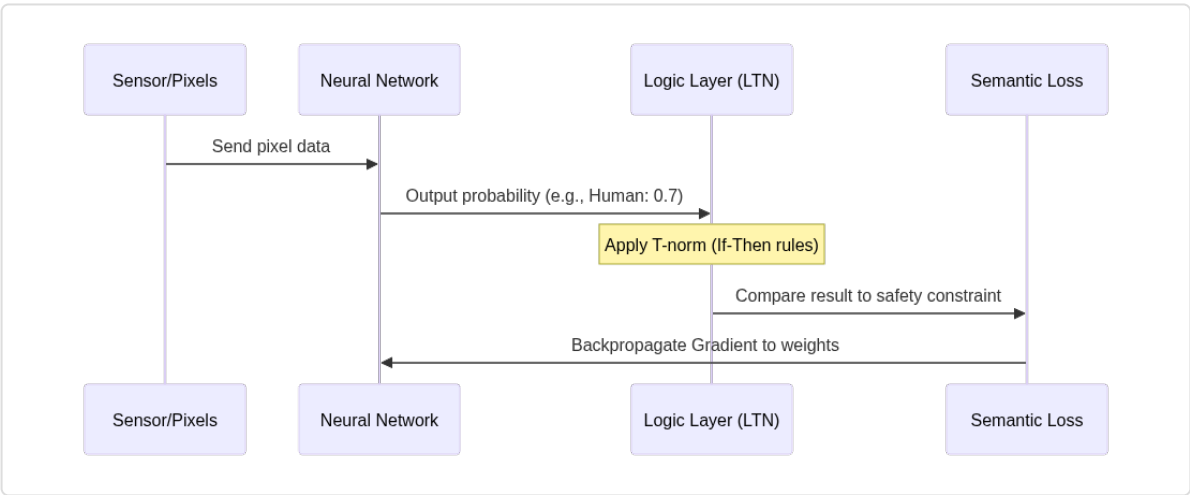 Sensor/Pixels
Neural Network
Logic Layer (LTN)
Semantic Loss
Send pixel data
Output probability (e.g., Human: 0.7)
Apply T-norm (If-Then rules)
Compare result to safety constraint
Backpropagate Gradient to weights
Sensor/Pixels
Neural Network
Logic Layer (LTN)
Semantic Loss